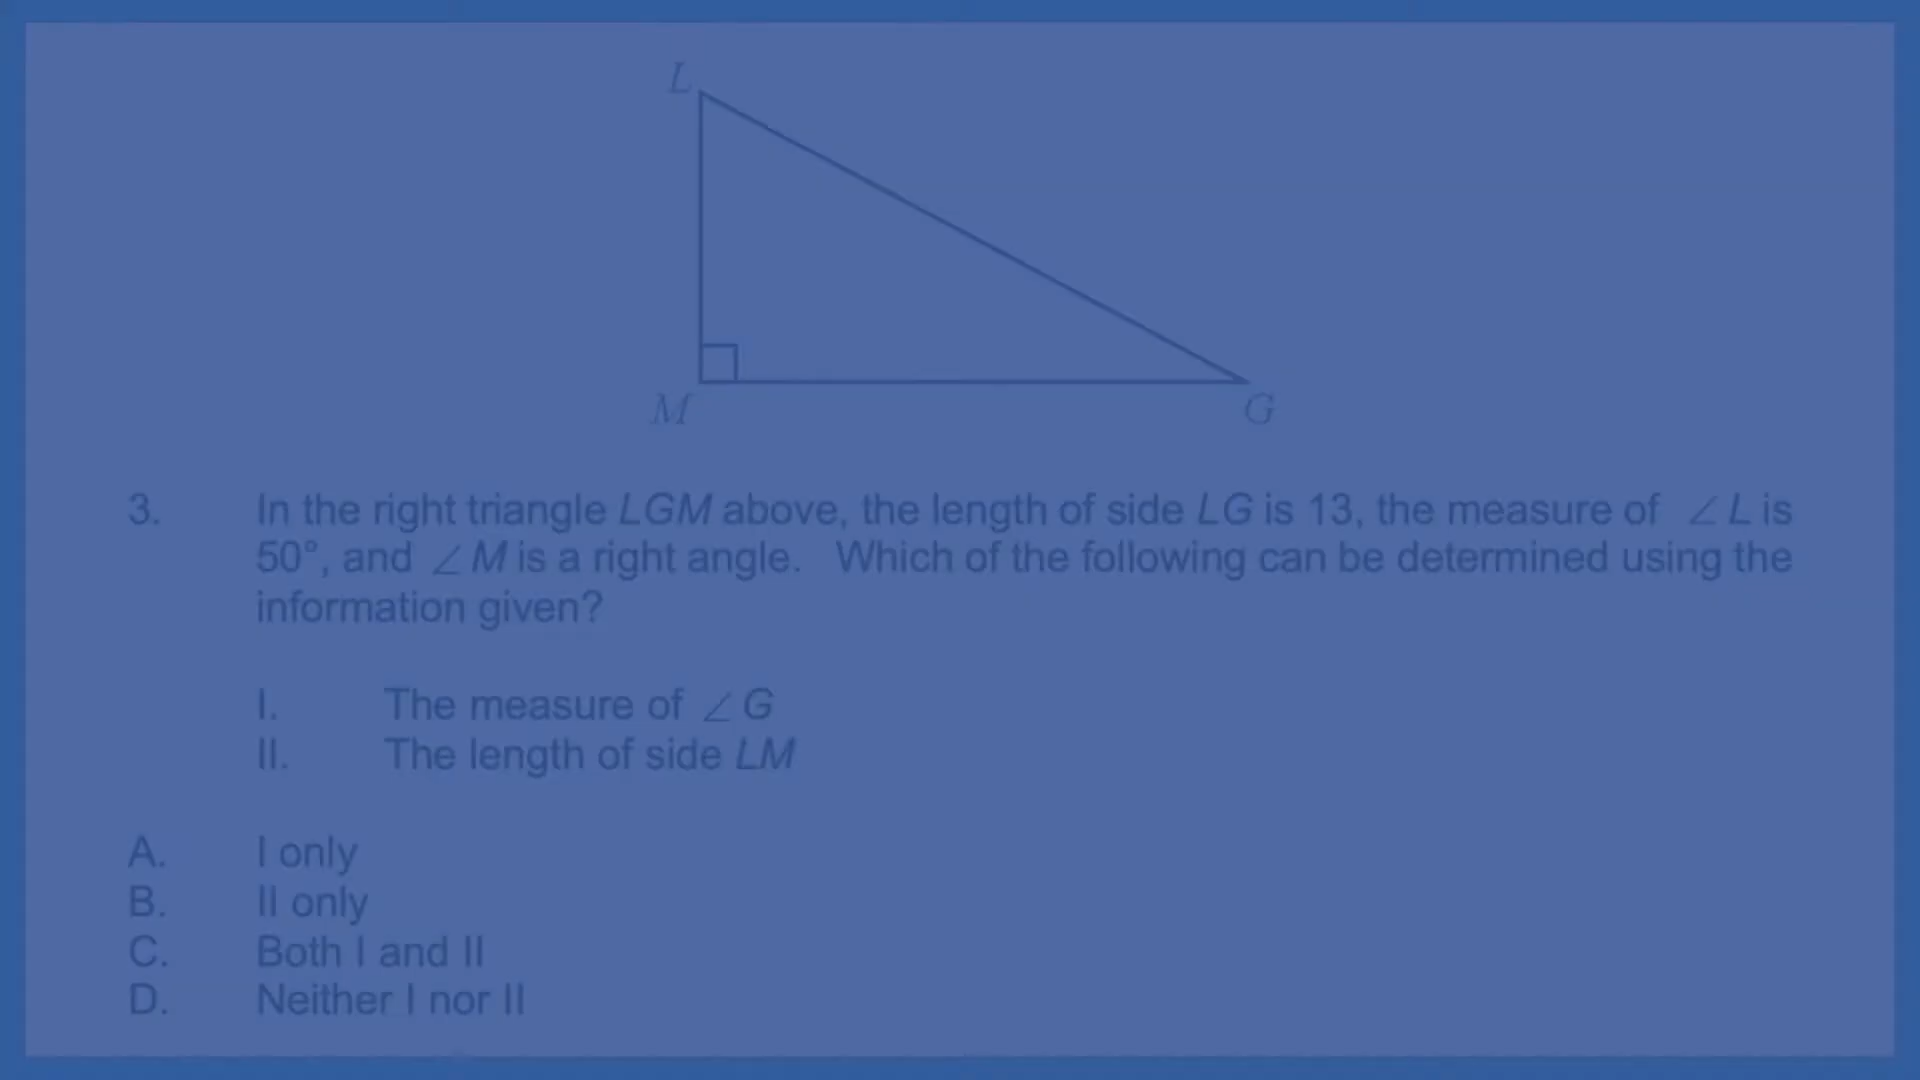 L
M
G
3. In the right triangle LGM above, the length of side LG is 13, the measure of ∠L is
50°, and ∠M is a right angle. Which of the following can be determined using the
information given?
I. The measure of ∠G
II. The length of side LM
A. I only
B. II only
C. Both I and II
D. Neither I nor II